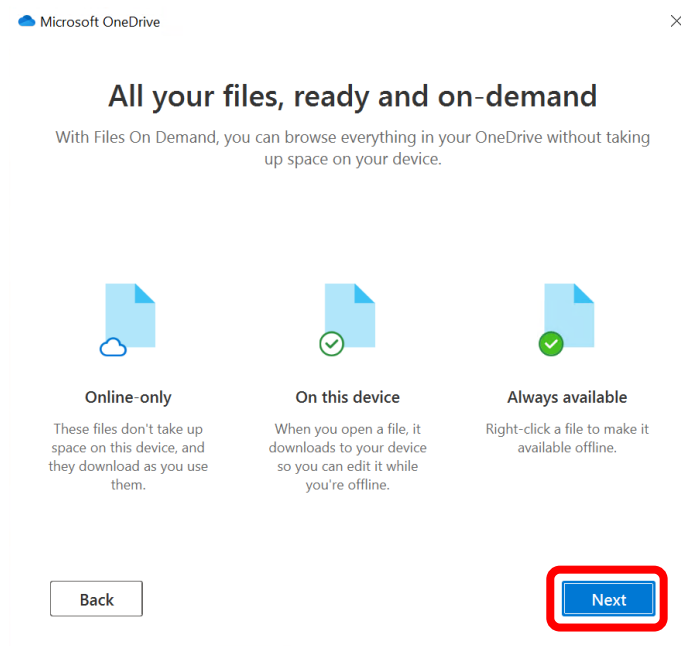 Microsoft OneDrive
All your files, ready and on-demand
With Files On Demand, you can browse everything in your OneDrive without taking
up space on your device.
Online-only
These files don't take up
space on this device, and
they download as you use
them.
On this device
When you open a file, it
downloads to your device
so you can edit it while
you're offline.
Always available
Right-click a file to make it
available offline.
Back
Next